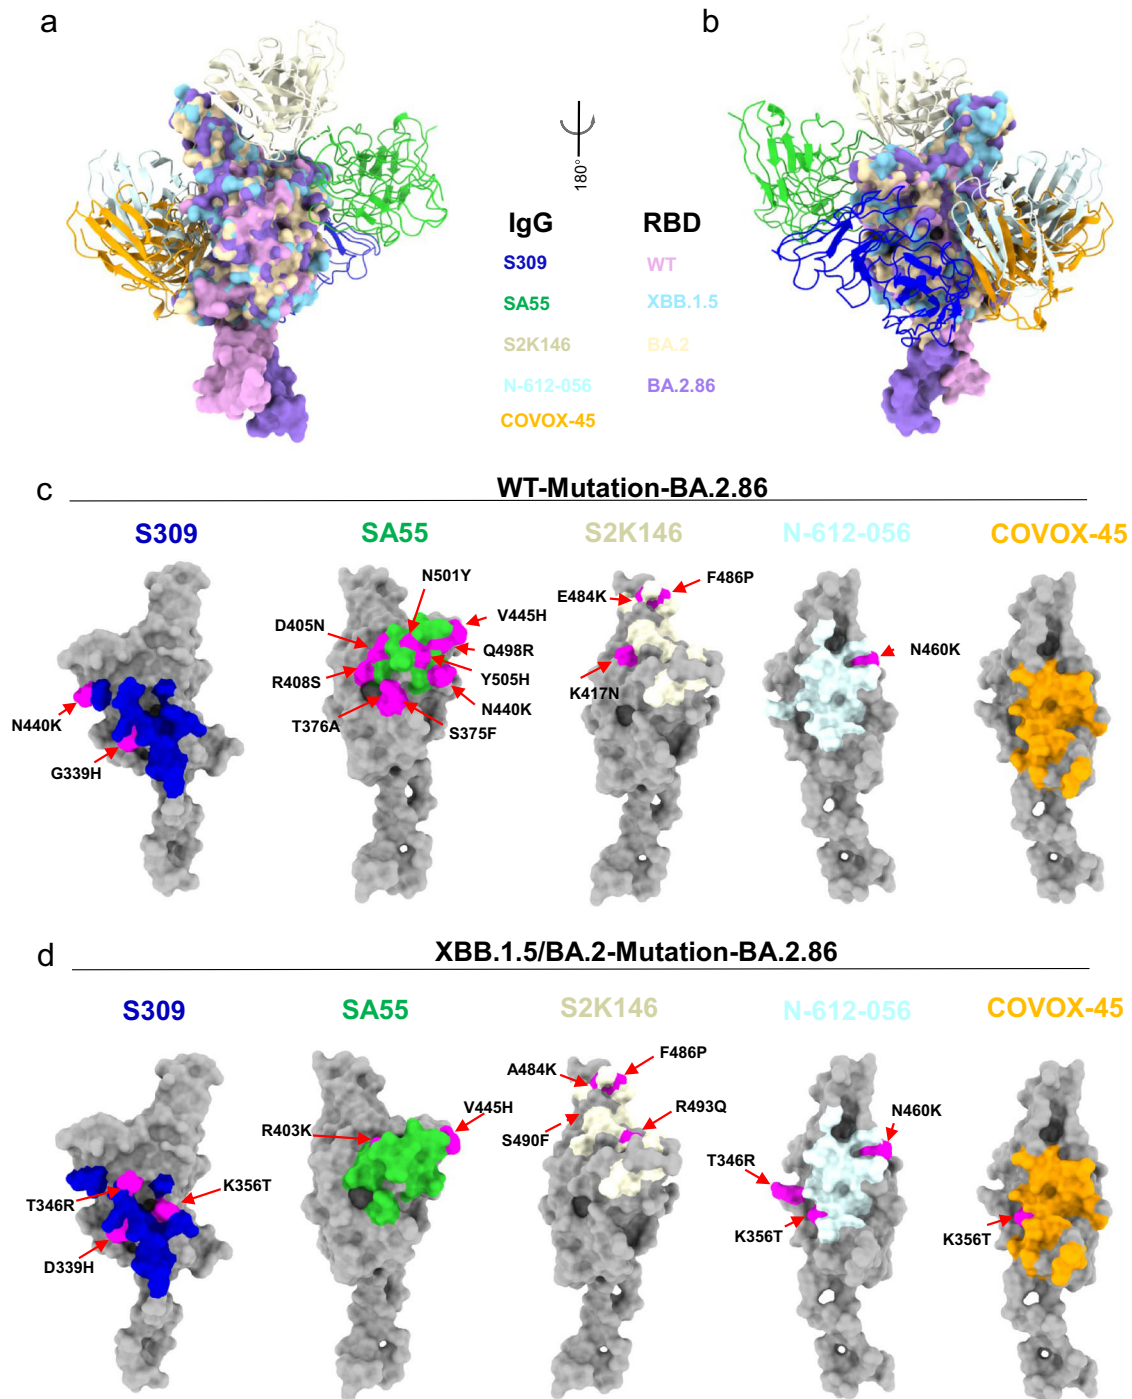 a
b
180°
IgG RBD
S309 WT
SA55 XBB.1.5
S2K146 BA.2
N-612-056 BA.2.86
COVOX-45
c WT-Mutation-BA.2.86
S309 SA55 S2K146 N-612-056 COVOX-45
N440K
G339H
N501Y
D405N
V445H
Q498R
R408S
Y505H
N440K
T376A
S375F
E484K
F486P
K417N
N460K
d XBB.1.5/BA.2-Mutation-BA.2.86
S309 SA55 S2K146 N-612-056 COVOX-45
T346R
K356T
D339H
R403K
V445H
A484K
F486P
S490F
R493Q
T346R
N460K
K356T
K356T